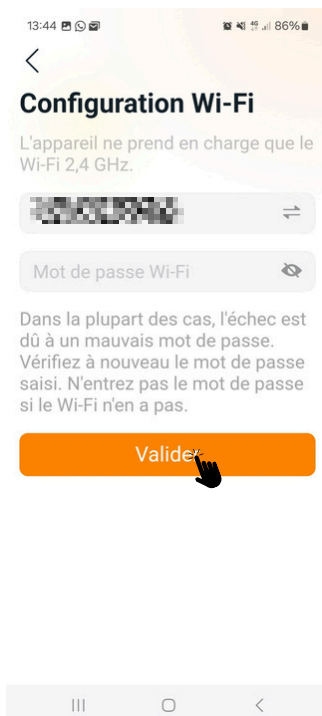 13:44 4G 86%
Configuration Wi-Fi
L'appareil ne prend en charge que le
Wi-Fi 2,4 GHz.
Mot de passe Wi-Fi
Dans la plupart des cas, l'échec est
dû à un mauvais mot de passe.
Vérifiez à nouveau le mot de passe
saisi. N'entrez pas le mot de passe
si le Wi-Fi n'en a pas.
Valider